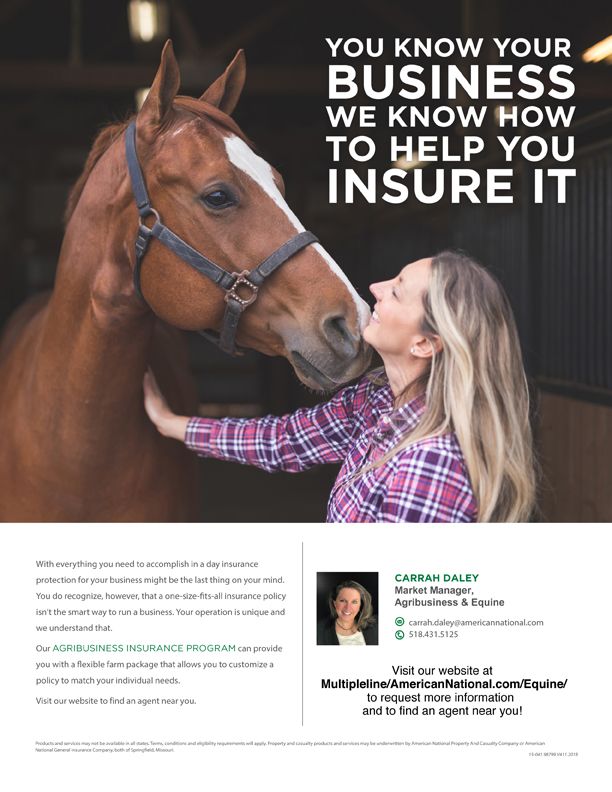 YOU KNOW YOUR
BUSINESS
WE KNOW HOW
TO HELP YOU
INSURE IT
With everything you need to accomplish in a day insurance
protection for your business might be the last thing on your mind.
You do recognize, however, that a one-size-fits-all insurance policy
isn't the smart way to run a business. Your operation is unique and
we understand that.
Our AGRIBUSINESS INSURANCE PROGRAM can provide
you with a flexible farm package that allows you to customize a
policy to match your individual needs.
Visit our website to find an agent near you.
CARRAH DALEY
Market Manager,
Agribusiness & Equine
carrah.daley@americannational.com
518.431.5125
Visit our website at
Multipleline/AmericanNational.com/Equine/
to request more information
and to find an agent near you!
Products and services may not be available in all states. Terms, conditions and eligibility requirements will apply. Property and casualty products and services may be underwritten by American National Property And Casualty Company or American
National General Insurance Company, both of Springfield, Missouri.